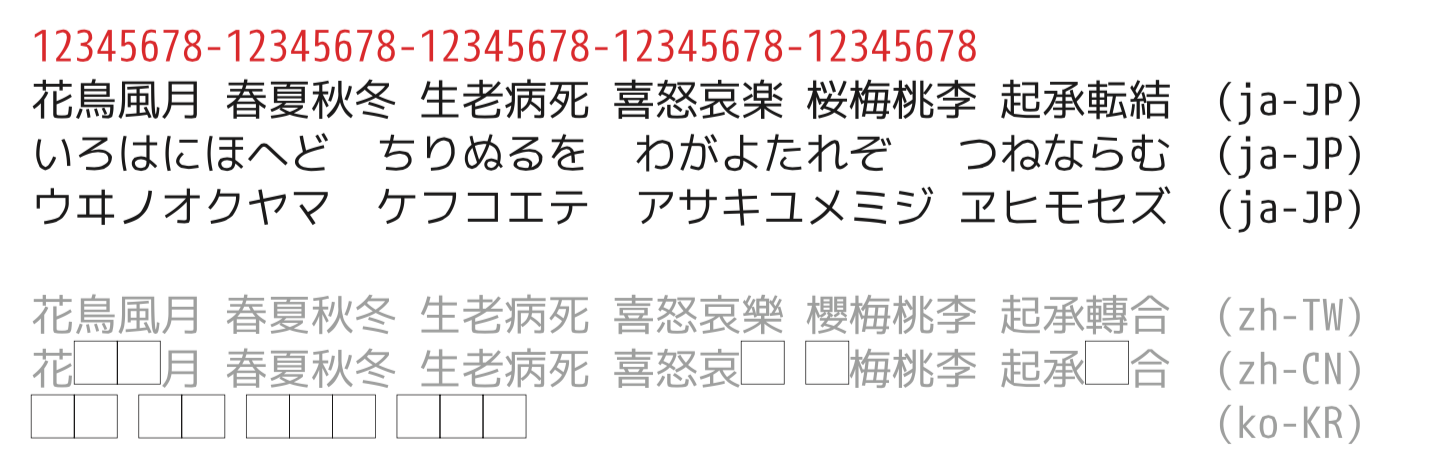 12345678-12345678-12345678-12345678-12345678
花鳥風月 春夏秋冬 生老病死 喜怒哀楽 桜梅桃李 起承転結 (ja-JP)
いろはにほへど ちりぬるを わがよたれぞ つねならむ (ja-JP)
ウヰノオクヤマ ケフコエテ アサキユメミジ ヱヒモセズ (ja-JP)
花鳥風月 春夏秋冬 生老病死 喜怒哀樂 櫻梅桃李 起承轉合 (zh-TW)
花□□月 春夏秋冬 生老病死 喜怒哀□ □梅桃李 起承□合 (zh-CN)
□□ □□ □□□ □□□ (ko-KR)